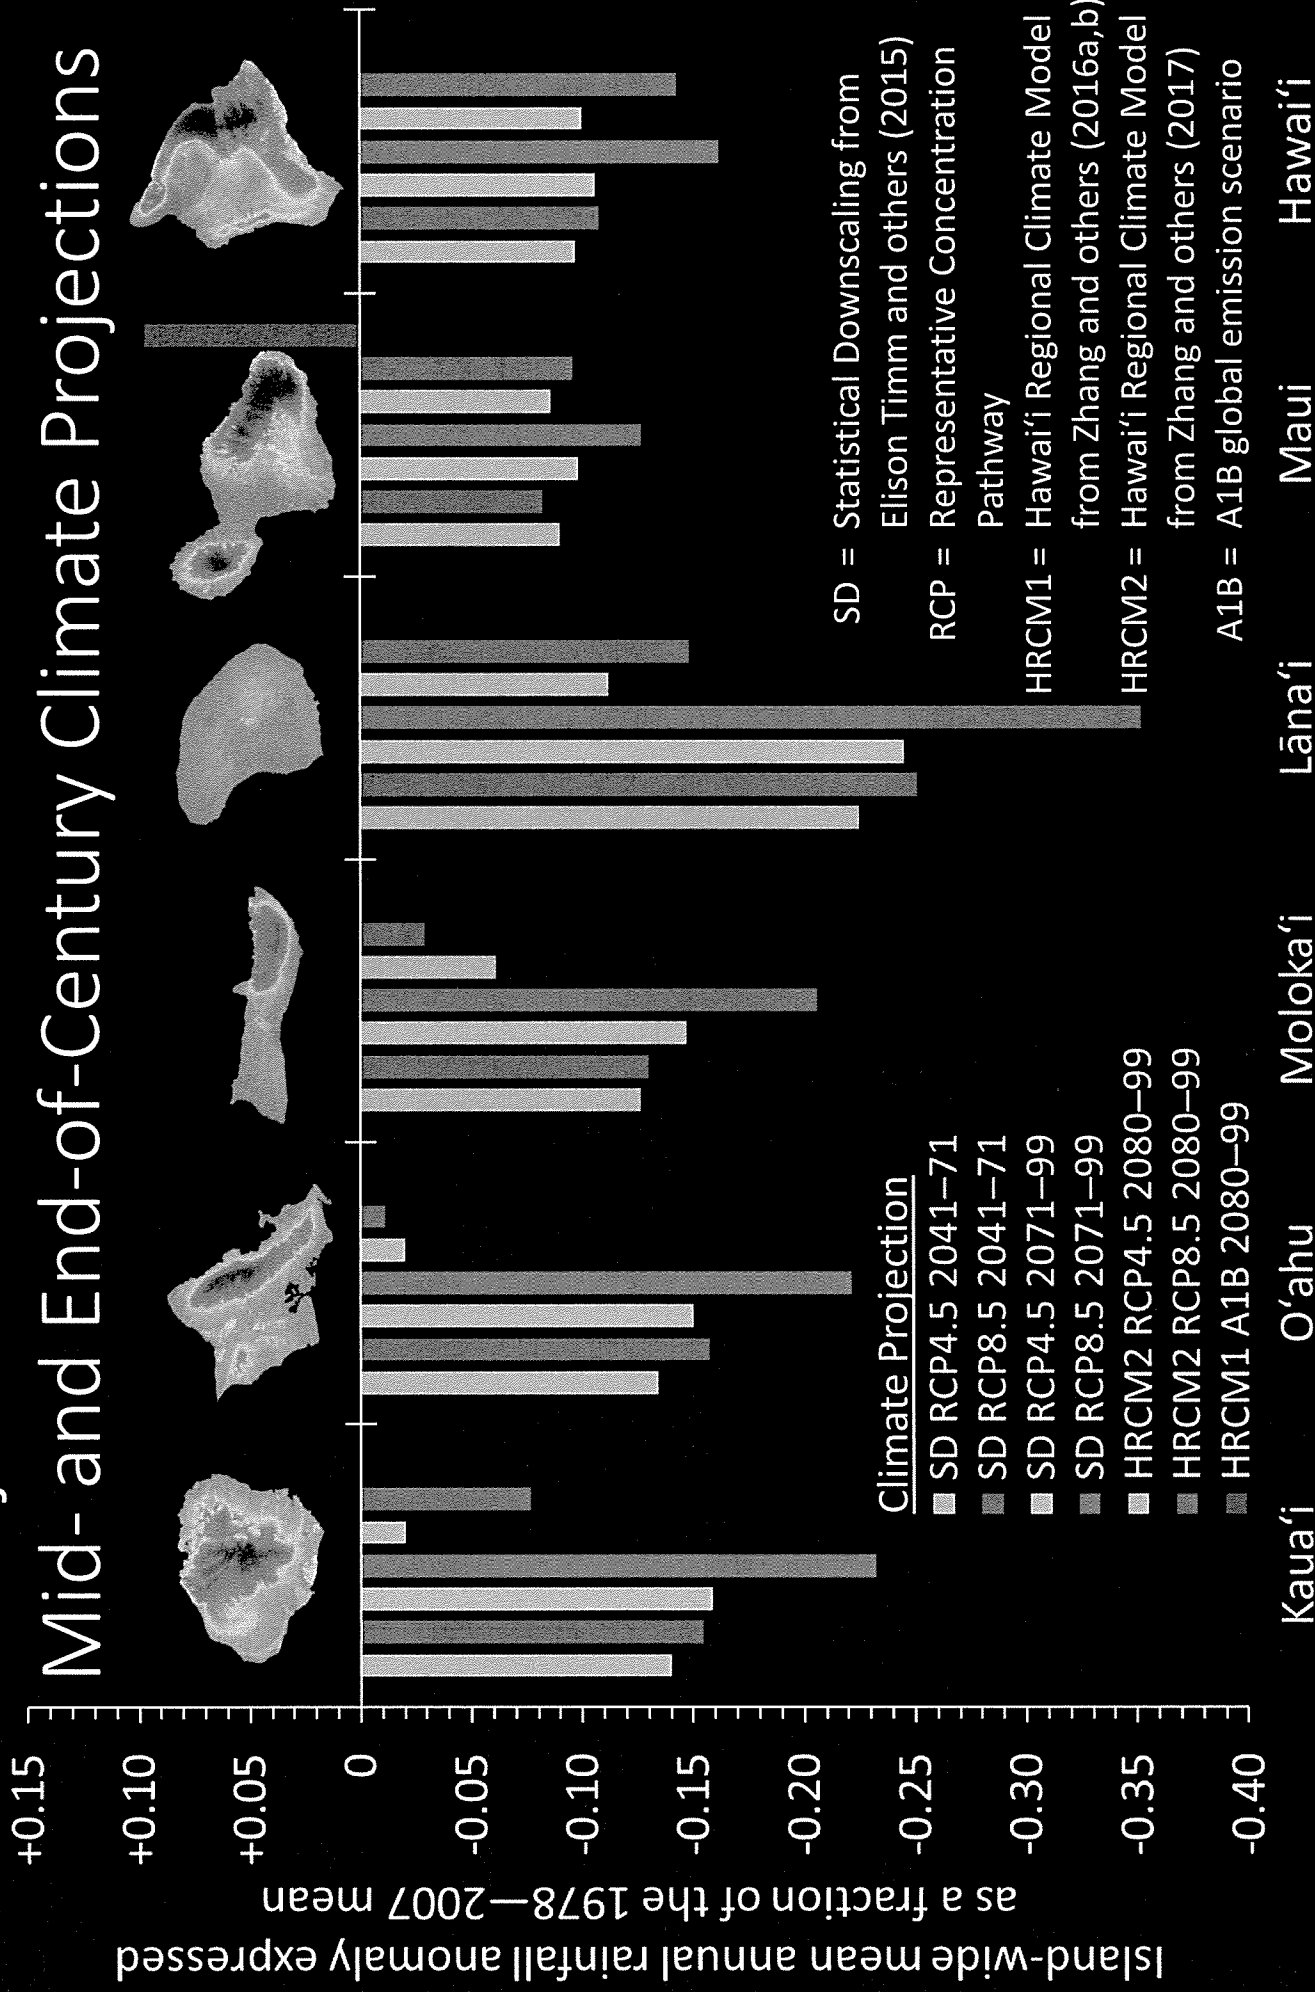 Mid- and End-of-Century Climate Projections
Island-wide mean annual rainfall anomaly expressed
as a fraction of the 1978—2007 mean
+0.15
+0.10
+0.05
0
-0.05
-0.10
-0.15
-0.20
-0.25
-0.30
-0.35
-0.40
Climate Projection
SD RCP4.5 2041–71
SD RCP8.5 2041–71
SD RCP4.5 2071–99
SD RCP8.5 2071–99
HRCM2 RCP4.5 2080–99
HRCM2 RCP8.5 2080–99
HRCM1 A1B 2080–99
SD = Statistical Downscaling from
Elison Timm and others (2015)
RCP = Representative Concentration
Pathway
HRCM1 = Hawai‘i Regional Climate Model
from Zhang and others (2016a,b)
HRCM2 = Hawai‘i Regional Climate Model
from Zhang and others (2017)
A1B = A1B global emission scenario
Kaua‘i
O‘ahu
Moloka‘i
Lāna‘i
Maui
Hawai‘i